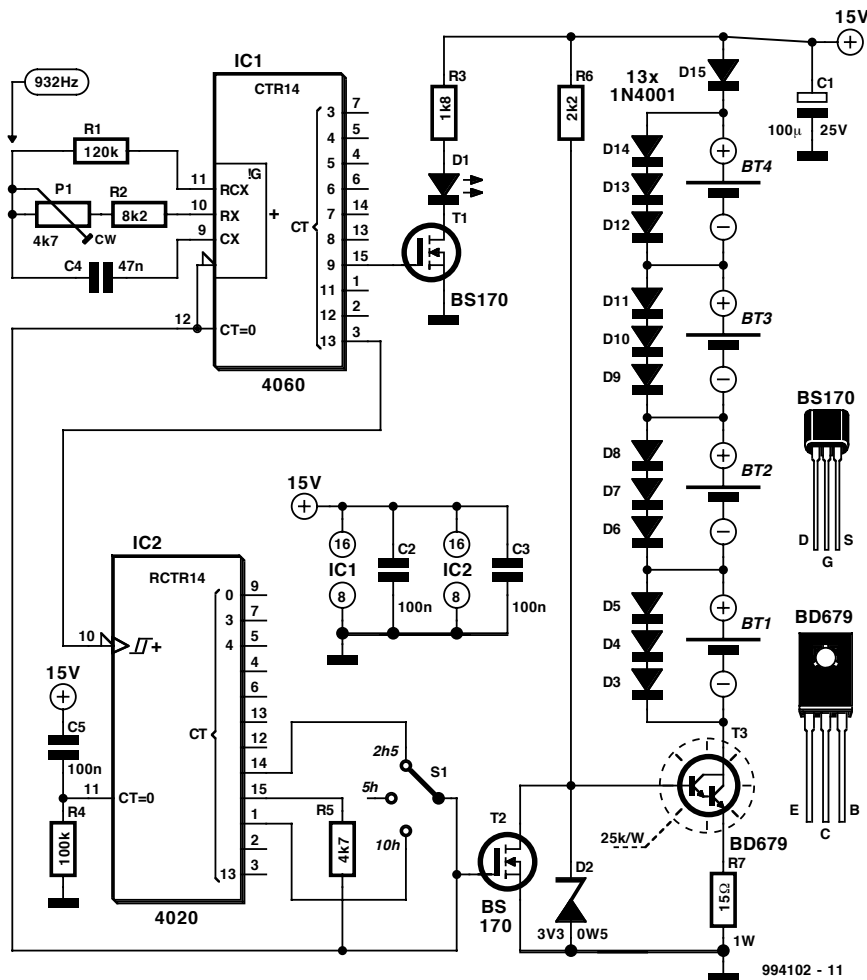 15V
IC1
R3
1k8
R6
2k2
D15
13x
1N4001
C1
100µ
25V
932Hz
CTR14
R1
120k
!G
11
RCX
P1
4k7
CW
R2
8k2
10
RX
9
CX
+
C4
47n
12
CT=0
CT
3
7
4
5
5
4
6
6
7
14
8
13
9
15
11
1
12
2
13
3
4060
D1
T1
BS170
D14
D13
D12
BT4
D11
D10
D9
BT3
D8
D7
D6
BT2
D5
D4
D3
BT1
BS170
D
G
S
BD679
E
C
B
15V
16
IC1
8
C2
100n
16
IC2
8
C3
100n
IC2
RCTR14
10
+
15V
C5
100n
11
CT=0
R4
100k
CT
0
9
3
7
4
5
4
6
13
12
14
15
1
2
13
3
4020
R5
4k7
2h5
5h
10h
S1
T2
BS
170
D2
3V3
0W5
T3
25k/W
BD679
R7
15Ω
1W
994102 - 11